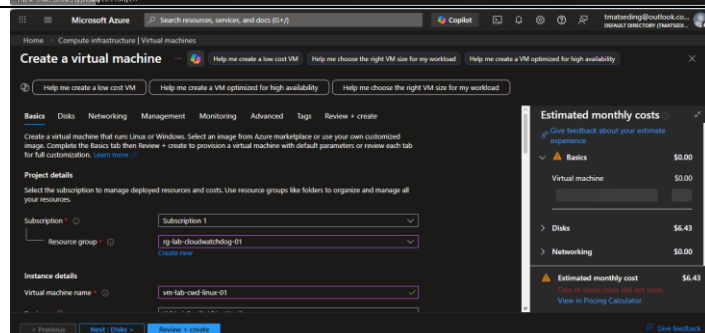 Microsoft Azure
Search resources, services, and docs (G+/)
Copilot
tmatseding@outlook.co...
DEFAULT DIRECTORY (TMATSEDI...
Home > Compute infrastructure | Virtual machines >
Create a virtual machine ...
Help me create a low cost VM
Help me choose the right VM size for my workload
Help me create a VM optimized for high availability
Help me create a low cost VM
Help me create a VM optimized for high availability
Help me choose the right VM size for my workload
Basics Disks Networking Management Monitoring Advanced Tags Review + create
Create a virtual machine that runs Linux or Windows. Select an image from Azure marketplace or use your own customized
image. Complete the Basics tab then Review + create to provision a virtual machine with default parameters or review each tab
for full customization. Learn more
Project details
Select the subscription to manage deployed resources and costs. Use resource groups like folders to organize and manage all
your resources.
Subscription *
Subscription 1
Resource group *
rg-lab-cloudwatchdog-01
Create new
Instance details
Virtual machine name *
vm-lab-cwd-linux-01
< Previous
Next : Disks >
Review + create
Estimated monthly costs
Give feedback about your estimate
experience
Basics $0.00
Virtual machine $0.00
Disks $6.43
Networking $0.00
Estimated monthly cost $6.43
One or more costs did not load.
View in Pricing Calculator
Give feedback